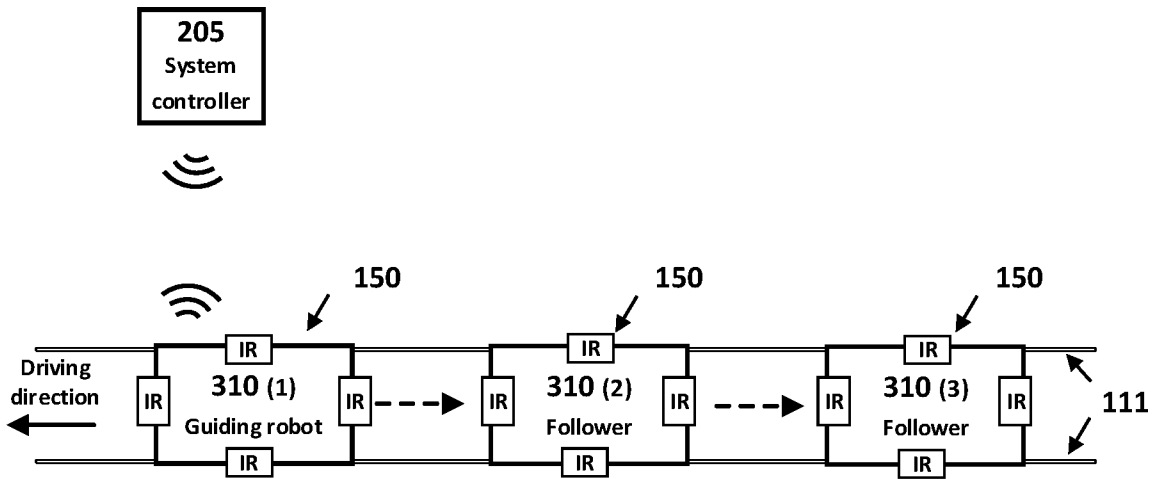 205
System
controller
150
150
150
IR
IR
IR
Driving
direction
IR
310 (1)
IR
IR
310 (2)
IR
IR
310 (3)
IR
111
Guiding robot
Follower
Follower
IR
IR
IR